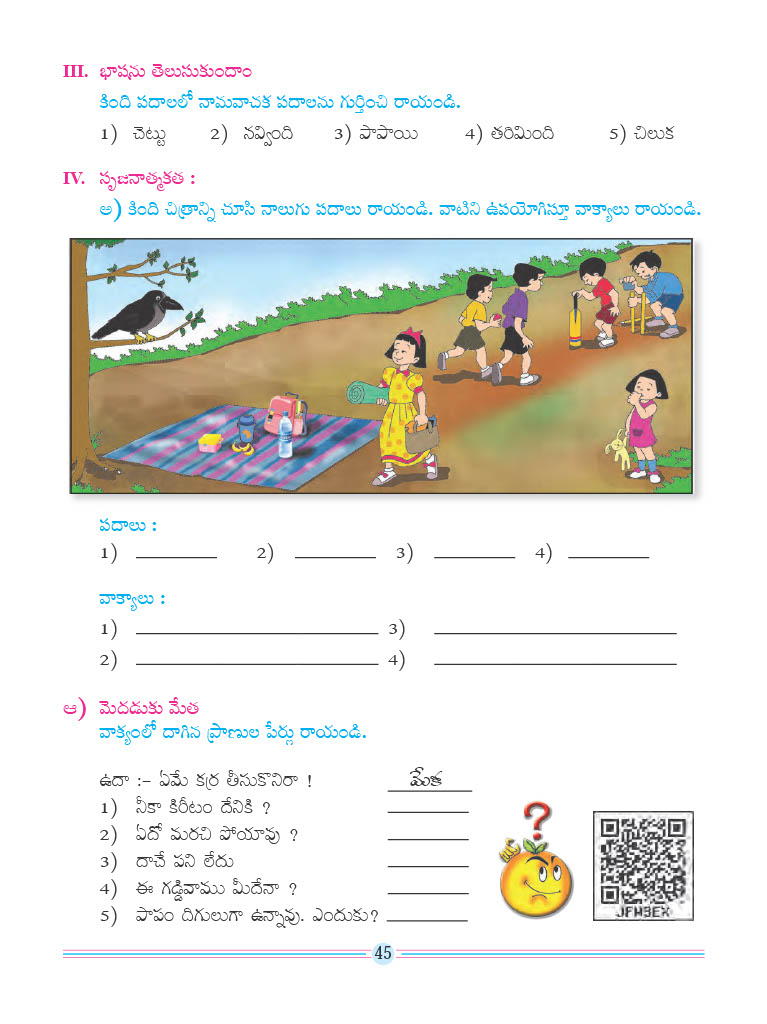 III. భాషను తెలుసుకుందాం
కింది పదాలలో నామవాచక పదాలను గుర్తించి రాయండి.
1) చెట్టు 2) నవ్వింది 3) పాపాయి 4) తరిమింది 5) చిలుక
IV. సృజనాత్మకత :
అ) కింది చిత్రాన్ని చూసి నాలుగు పదాలు రాయండి. వాటిని ఉపయోగిస్తూ వాక్యాలు రాయండి.
పదాలు :
1) ________ 2) ________ 3) ________ 4) ________
వాక్యాలు :
1) ________ 3) ________
2) ________ 4) ________
ఆ) మెదడుకు మేత
వాక్యంలో దాగిన ప్రాణుల పేర్లు రాయండి.
ఉదా :- ఏమే కర్ర తీసుకొనిరా ! మేక
1) నీకా కిరీటం దేనికి ? ________
2) ఏదో మరచి పోయావు ? ________
3) దాచే పని లేదు ________
4) ఈ గడ్డివాము మీదేనా ? ________
5) పాపం దిగులుగా ఉన్నావు. ఎందుకు? ________
?
JFW3EX
45